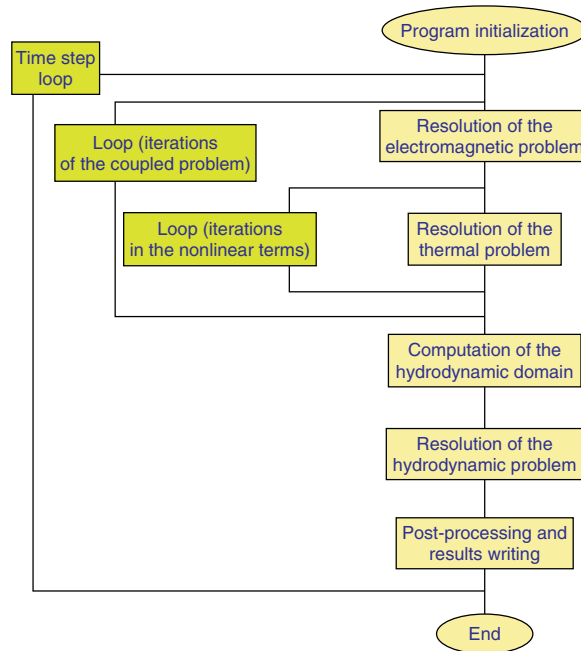 Program initialization
Time step
loop
Loop (iterations
of the coupled problem)
Resolution of the
electromagnetic problem
Loop (iterations
in the nonlinear terms)
Resolution of the
thermal problem
Computation of the
hydrodynamic domain
Resolution of the
hydrodynamic problem
Post-processing and
results writing
End